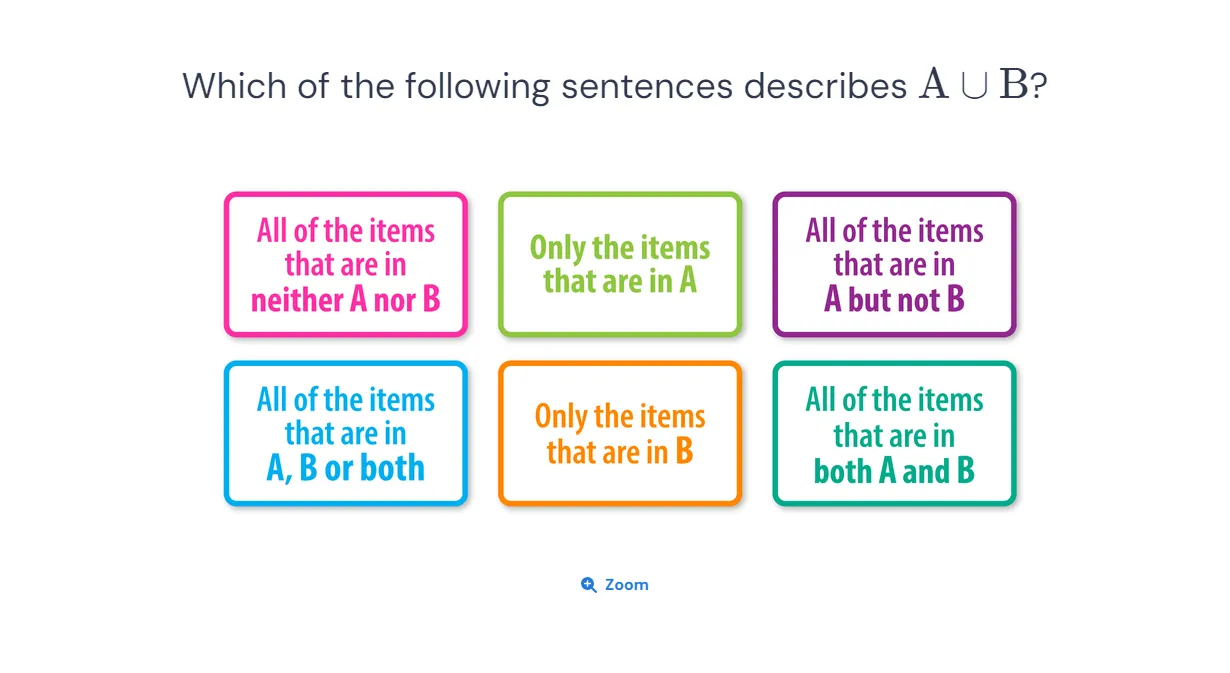 Which of the following sentences describes A ∪ B?
All of the items
that are in
neither A nor B
Only the items
that are in A
All of the items
that are in
A but not B
All of the items
that are in
A, B or both
Only the items
that are in B
All of the items
that are in
both A and B
Zoom